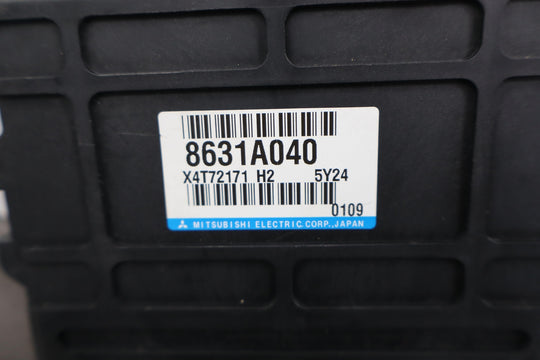 8631A040
X4T72171 H2 5Y24
0109
MITSUBISHI ELECTRIC CORP., JAPAN